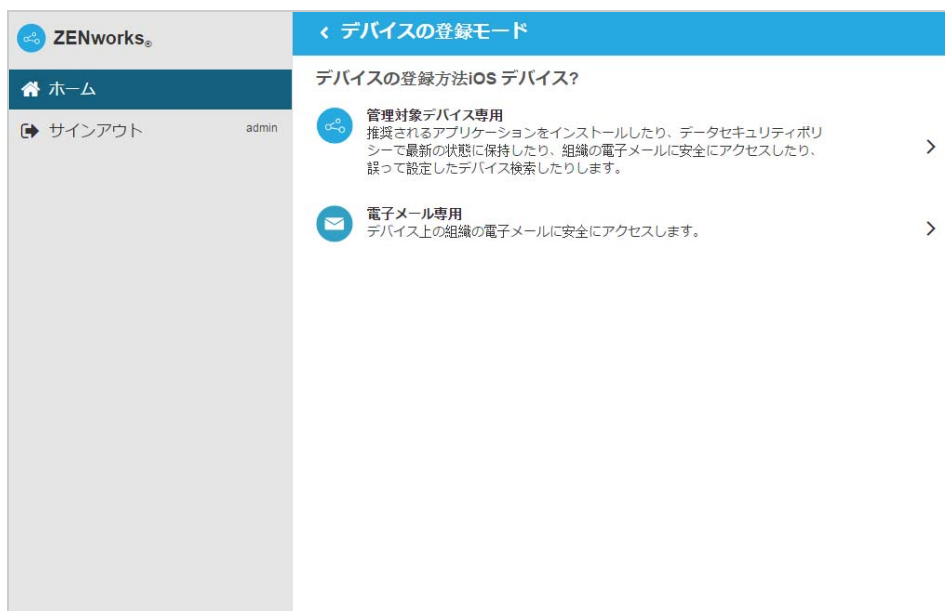 ZENworks®
ホーム
サインアウト admin
デバイスの登録モード
デバイスの登録方法iOS デバイス?
管理対象デバイス専用
推奨されるアプリケーションをインストールしたり、データセキュリティポリ
シーで最新の状態に保持したり、組織の電子メールに安全にアクセスしたり、
誤って設定したデバイス検索したりします。
電子メール専用
デバイス上の組織の電子メールに安全にアクセスします。